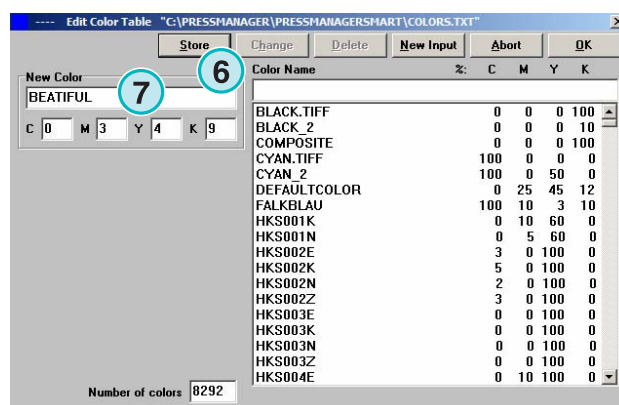 ---- Edit Color Table "C:\PRESSMANAGER\PRESSMANAGERSMART\COLORS.TXT"
Store Change Delete New Input Abort OK
6
New Color
BEATIFUL
7
C 0 M 3 Y 4 K 9
Color Name %: C M Y K
BLACK.TIFF 0 0 0 100
BLACK_2 0 0 0 10
COMPOSITE 0 0 0 100
CYAN.TIFF 100 0 0 0
CYAN_2 100 0 50 0
DEFAULTCOLOR 0 25 45 12
FALKBLAU 100 10 3 10
HKS001K 0 10 60 0
HKS001N 0 5 60 0
HKS002E 3 0 100 0
HKS002K 5 0 100 0
HKS002N 2 0 100 0
HKS002Z 3 0 100 0
HKS003E 0 0 100 0
HKS003K 0 0 100 0
HKS003N 0 0 100 0
HKS003Z 0 0 100 0
HKS004E 0 10 100 0
Number of colors 8292